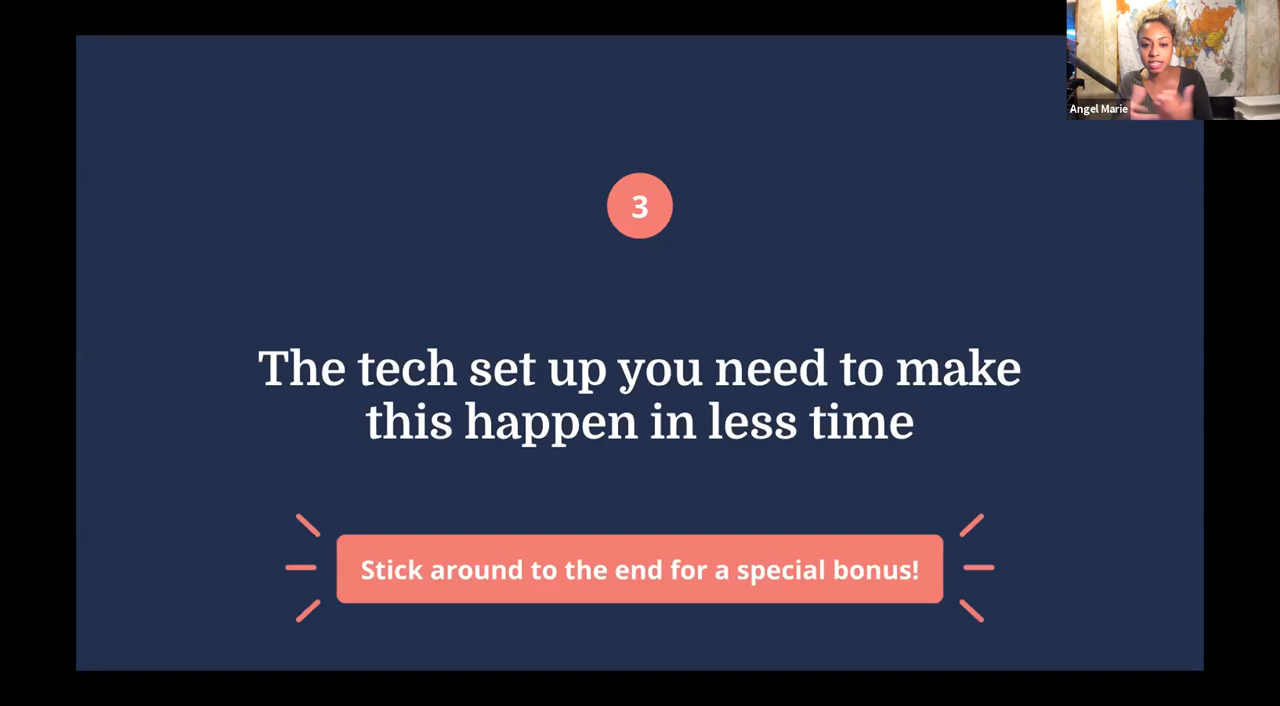 Angel Marie
3
The tech set up you need to make
this happen in less time
Stick around to the end for a special bonus!